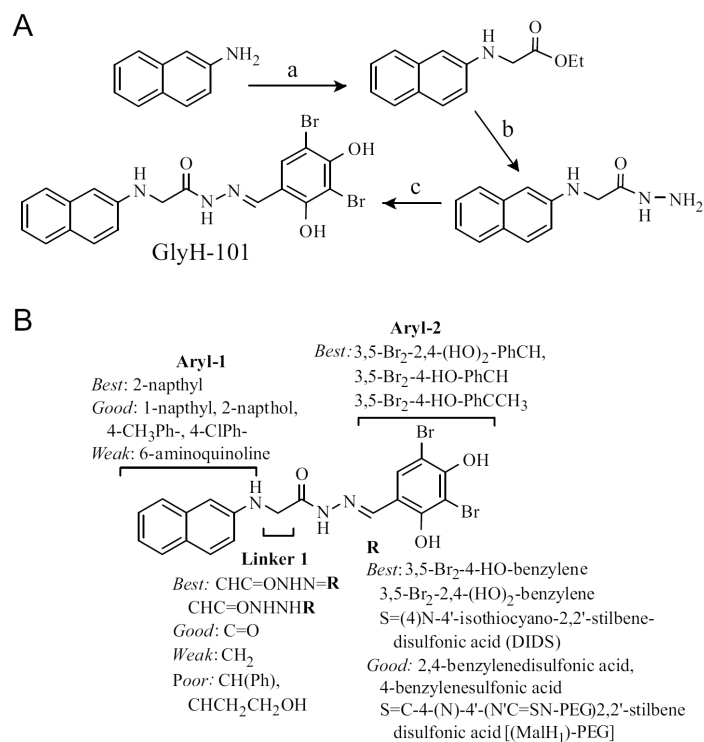 A
NH2
a
H
N
O
OEt
b
H
N
O
N
H
NH2
c
H
N
O
N
H
N
Br
OH
Br
OH
GlyH-101
B
Aryl-1
Best: 2-napthyl
Good: 1-napthyl, 2-napthol,
4-CH3Ph-, 4-ClPh-
Weak: 6-aminoquinoline
Aryl-2
Best: 3,5-Br2-2,4-(HO)2-PhCH,
3,5-Br2-4-HO-PhCH
3,5-Br2-4-HO-PhCCH3
H
N
O
N
H
N
Br
OH
Br
OH
Linker 1
Best: CHC=ONHN=R
CHC=ONHNHR
Good: C=O
Weak: CH2
Poor: CH(Ph),
CHCH2CH2OH
R
Best: 3,5-Br2-4-HO-benzylene
3,5-Br2-2,4-(HO)2-benzylene
S=(4)N-4'-isothiocyano-2,2'-stilbene-
disulfonic acid (DIDS)
Good: 2,4-benzylenedisulfonic acid,
4-benzylenesulfonic acid
S=C-4-(N)-4'-(N'C=SN-PEG)2,2'-stilbene
disulfonic acid [(MalH1)-PEG]